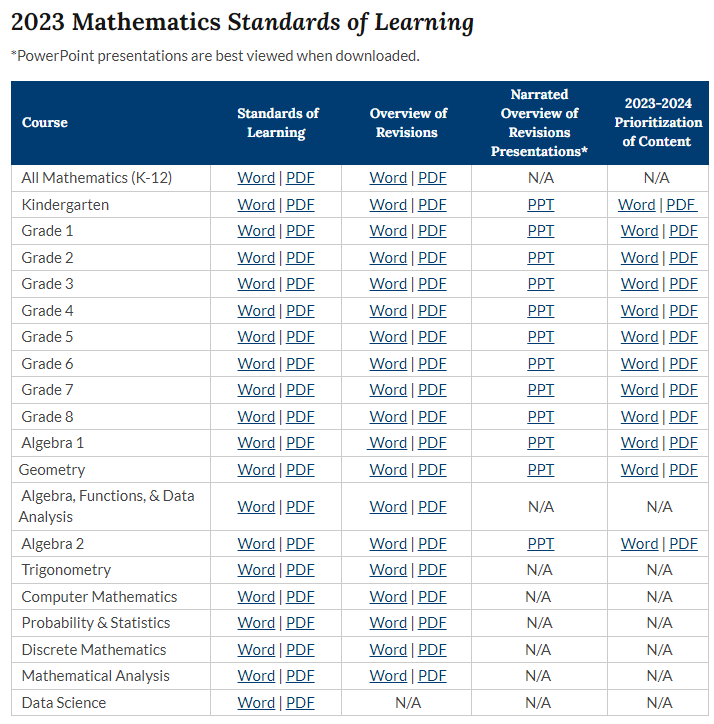 2023 Mathematics Standards of Learning
*PowerPoint presentations are best viewed when downloaded.
Course | Standards of Learning | Overview of Revisions | Narrated Overview of Revisions Presentations* | 2023-2024 Prioritization of Content
All Mathematics (K-12) Word | PDF Word | PDF N/A N/A
Kindergarten Word | PDF Word | PDF PPT Word | PDF
Grade 1 Word | PDF Word | PDF PPT Word | PDF
Grade 2 Word | PDF Word | PDF PPT Word | PDF
Grade 3 Word | PDF Word | PDF PPT Word | PDF
Grade 4 Word | PDF Word | PDF PPT Word | PDF
Grade 5 Word | PDF Word | PDF PPT Word | PDF
Grade 6 Word | PDF Word | PDF PPT Word | PDF
Grade 7 Word | PDF Word | PDF PPT Word | PDF
Grade 8 Word | PDF Word | PDF PPT Word | PDF
Algebra 1 Word | PDF Word | PDF PPT Word | PDF
Geometry Word | PDF Word | PDF PPT Word | PDF
Algebra, Functions, & Data Analysis Word | PDF Word | PDF N/A N/A
Algebra 2 Word | PDF Word | PDF PPT Word | PDF
Trigonometry Word | PDF Word | PDF N/A N/A
Computer Mathematics Word | PDF Word | PDF N/A N/A
Probability & Statistics Word | PDF Word | PDF N/A N/A
Discrete Mathematics Word | PDF Word | PDF N/A N/A
Mathematical Analysis Word | PDF Word | PDF N/A N/A
Data Science Word | PDF N/A N/A N/A